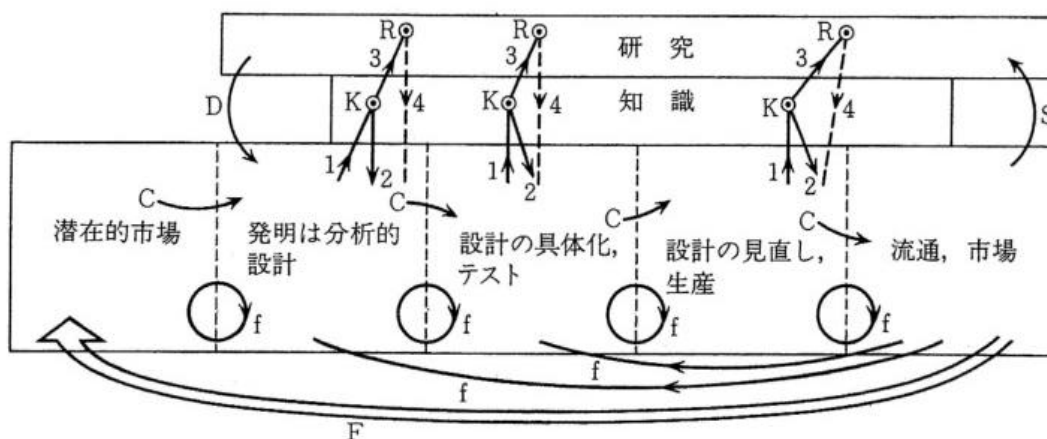 R R R
研究
3 3 3
D K 4 K 4 知識 K 4 S
1 2 1 2 1 2
C C C C
潜在的市場
発明は分析的
設計
設計の具体化,
テスト
設計の見直し,
生産
流通, 市場
f f f f
f
f
F